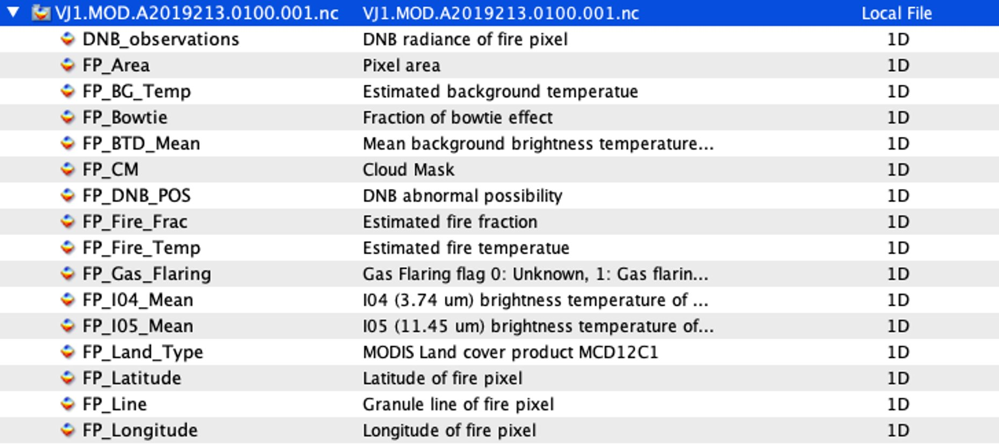 VJ1.MOD.A2019213.0100.001.nc VJ1.MOD.A2019213.0100.001.nc Local File
DNB_observations DNB radiance of fire pixel 1D
FP_Area Pixel area 1D
FP_BG_Temp Estimated background temperatue 1D
FP_Bowtie Fraction of bowtie effect 1D
FP_BTD_Mean Mean background brightness temperature... 1D
FP_CM Cloud Mask 1D
FP_DNB_POS DNB abnormal possibility 1D
FP_Fire_Frac Estimated fire fraction 1D
FP_Fire_Temp Estimated fire temperatue 1D
FP_Gas_Flaring Gas Flaring flag 0: Unknown, 1: Gas flarin... 1D
FP_I04_Mean I04 (3.74 um) brightness temperature of ... 1D
FP_I05_Mean I05 (11.45 um) brightness temperature of... 1D
FP_Land_Type MODIS Land cover product MCD12C1 1D
FP_Latitude Latitude of fire pixel 1D
FP_Line Granule line of fire pixel 1D
FP_Longitude Longitude of fire pixel 1D